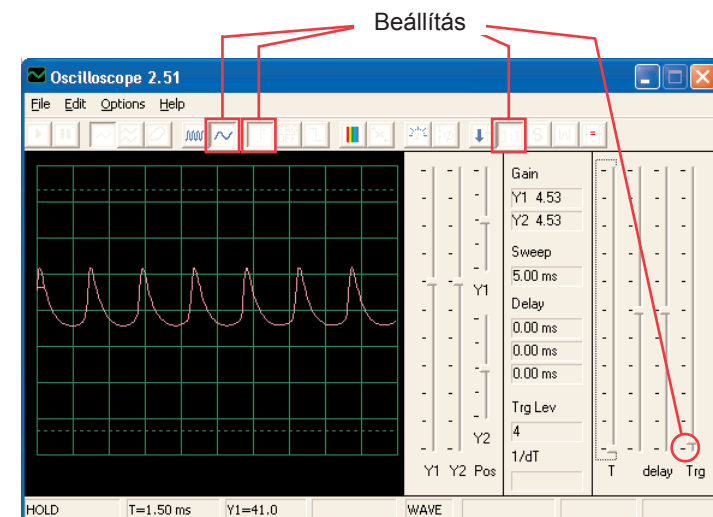 Beállítás
Oscilloscope 2.51
File Edit Options Help
Gain
Y1 4.53
Y2 4.53
Sweep
5.00 ms
Y1
Delay
0.00 ms
0.00 ms
0.00 ms
Trg Lev
4
Y2
1/dT
Y1 Y2 Pos
T delay Trg
HOLD T=1.50 ms Y1=41.0 WAVE